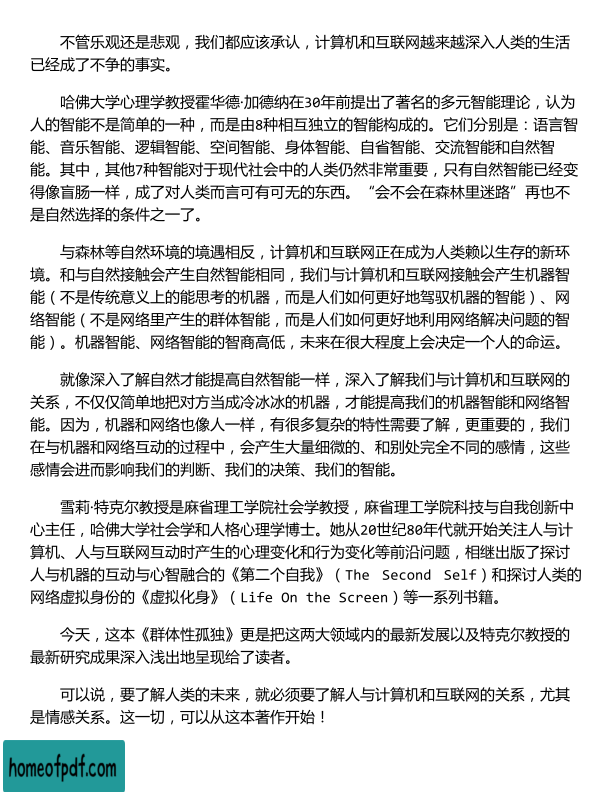 不管乐观还是悲观，我们都应该承认，计算机和互联网越来越深入人类的生活
已经成了不争的事实。
哈佛大学心理学教授霍华德·加德纳在30年前提出了著名的多元智能理论，认为
人的智能不是简单的一种，而是由8种相互独立的智能构成的。它们分别是：语言智
能、音乐智能、逻辑智能、空间智能、身体智能、自省智能、交流智能和自然智
能。其中，其他7种智能对于现代社会中的人类仍然非常重要，只有自然智能已经变
得像盲肠一样，成了对人类而言可有可无的东西。“会不会在森林里迷路”再也不
是自然选择的条件之一了。
与森林等自然环境的境遇相反，计算机和互联网正在成为人类赖以生存的新环
境。和与自然接触会产生自然智能相同，我们与计算机和互联网接触会产生机器智
能（不是传统意义上的能思考的机器，而是人们如何更好地驾驭机器的智能）、网
络智能（不是网络里产生的群体智能，而是人们如何更好地利用网络解决问题的智
能）。机器智能、网络智能的智商高低，未来在很大程度上会决定一个人的命运。
就像深入了解自然才能提高自然智能一样，深入了解我们与计算机和互联网的
关系，不仅仅简单地把对方当成冷冰冰的机器，才能提高我们的机器智能和网络智
能。因为，机器和网络也像人一样，有很多复杂的特性需要了解，更重要的，我们
在与机器和网络互动的过程中，会产生大量细微的、和别处完全不同的感情，这些
感情会进而影响我们的判断、我们的决策、我们的智能。
雪莉·特克尔教授是麻省理工学院社会学教授，麻省理工学院科技与自我创新中
心主任，哈佛大学社会学和人格心理学博士。她从20世纪80年代就开始关注人与计
算机、人与互联网互动时产生的心理变化和行为变化等前沿问题，相继出版了探讨
人与机器的互动与心智融合的《第二个自我》（The Second Self）和探讨人类的
网络虚拟身份的《虚拟化身》（Life On the Screen）等一系列书籍。
今天，这本《群体性孤独》更是把这两大领域内的最新发展以及特克尔教授的
最新研究成果深入浅出地呈现给了读者。
可以说，要了解人类的未来，就必须要了解人与计算机和互联网的关系，尤其
是情感关系。这一切，可以从这本著作开始！
homeofpdf.com